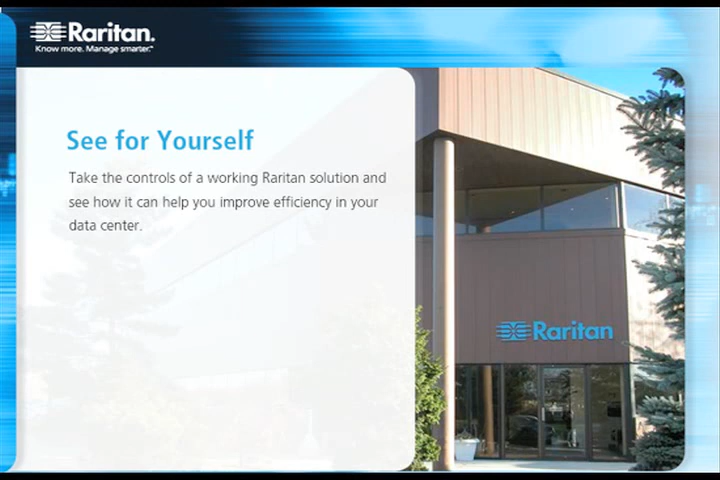 Raritan.
Know more. Manage smarter.™
See for Yourself
Take the controls of a working Raritan solution and
see how it can help you improve efficiency in your
data center.
Raritan